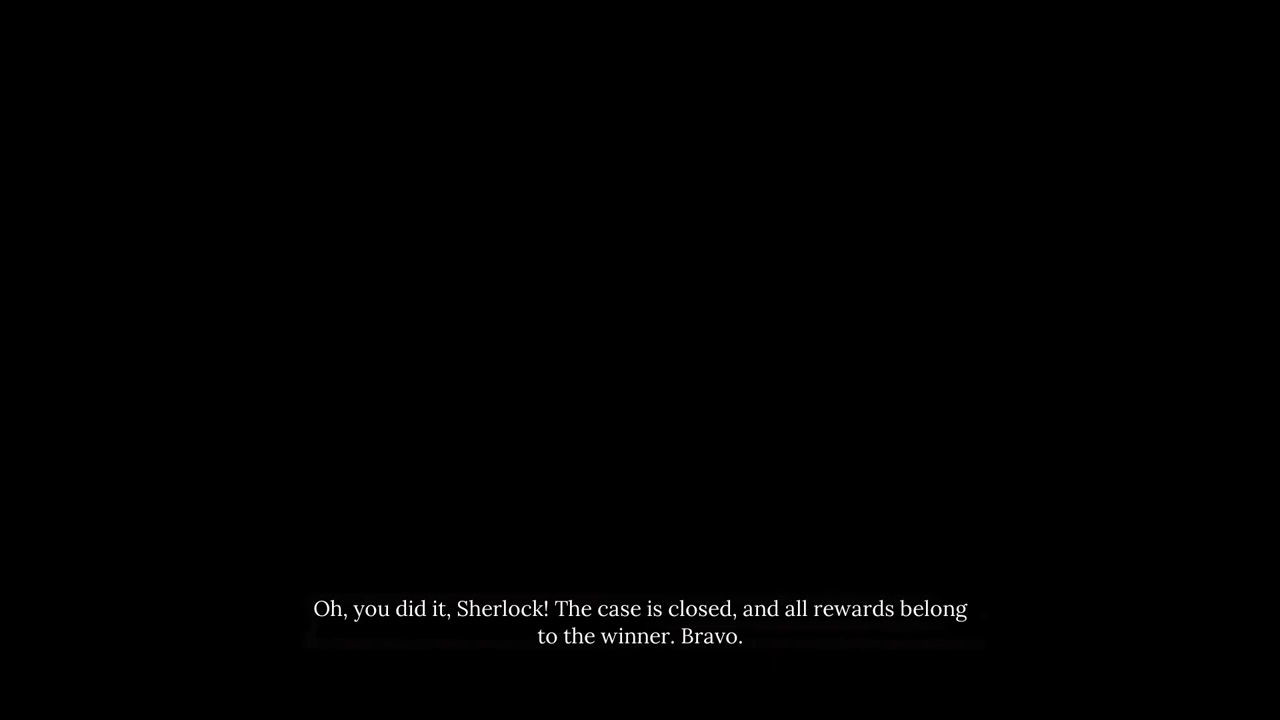 Oh, you did it, Sherlock! The case is closed, and all rewards belong
to the winner. Bravo.